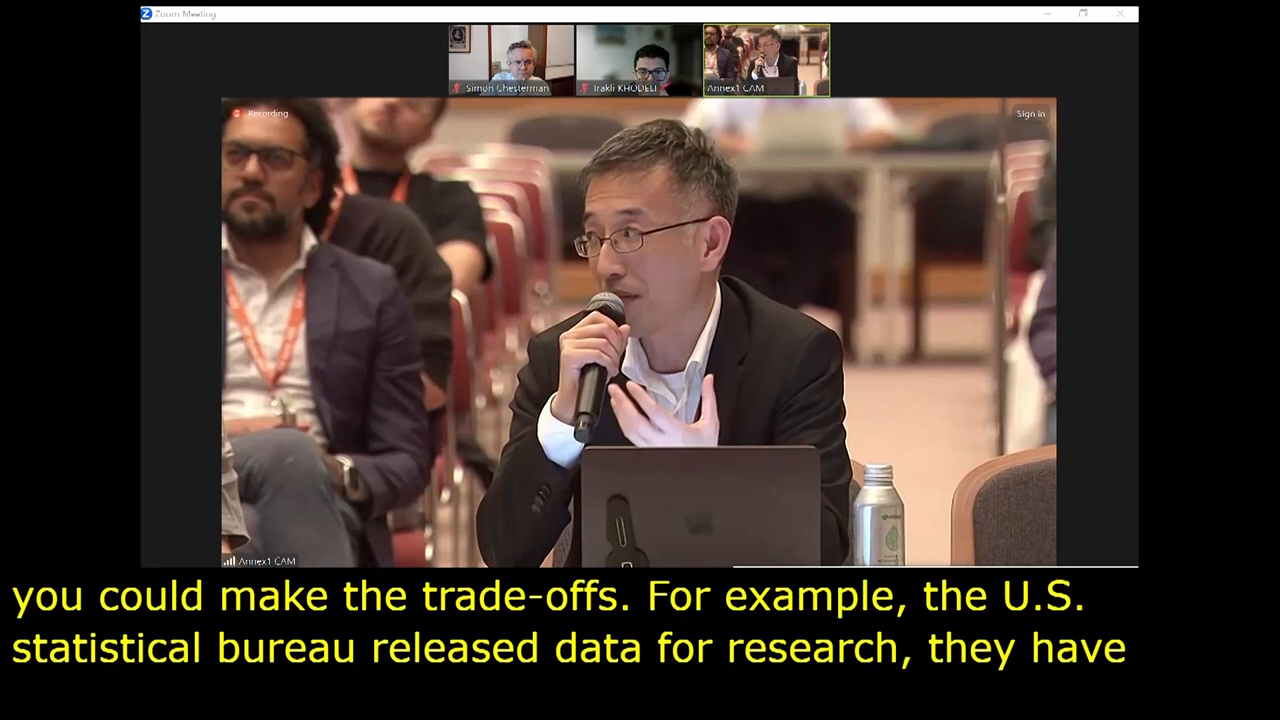 Zoom Meeting
Simon Chesterman
Irakli KHODELI
Annex1 CAM
Recording
Sign in
Annex1 CAM
you could make the trade-offs. For example, the U.S.
statistical bureau released data for research, they have